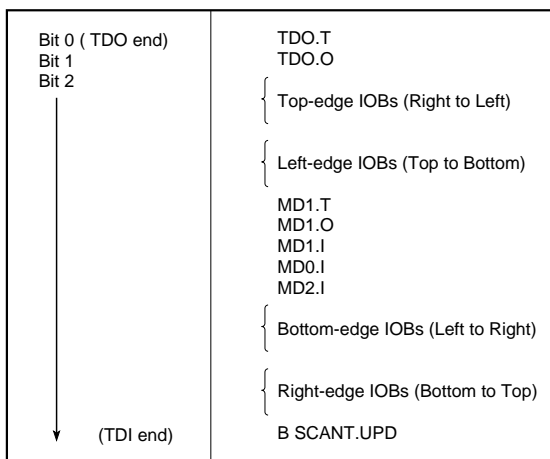 Bit 0 ( TDO end)
Bit 1
Bit 2
(TDI end)
TDO.T
TDO.O
Top-edge IOBs (Right to Left)
Left-edge IOBs (Top to Bottom)
MD1.T
MD1.O
MD1.I
MD0.I
MD2.I
Bottom-edge IOBs (Left to Right)
Right-edge IOBs (Bottom to Top)
B SCANT.UPD